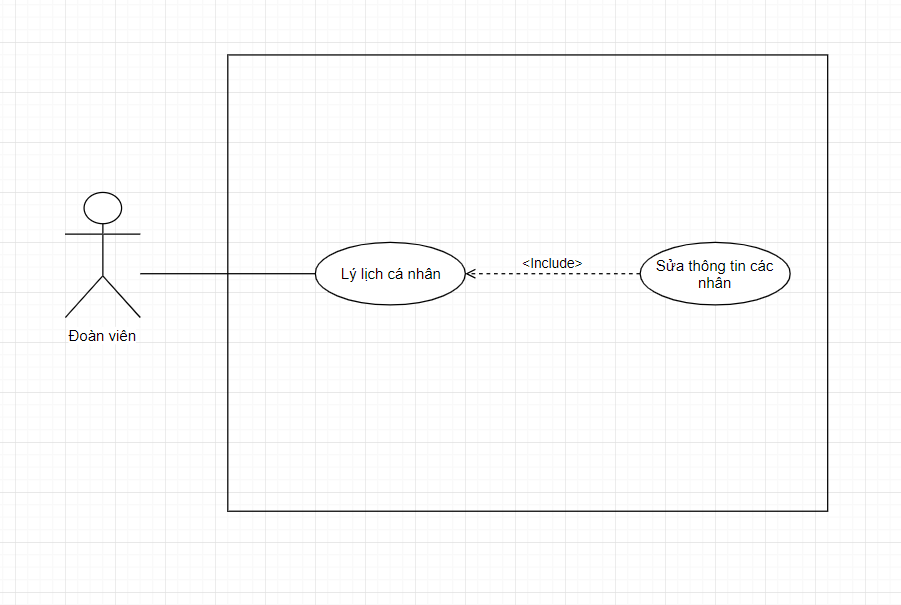 <Include>
Lý lịch cá nhân
Sửa thông tin các
nhân
Đoàn viên